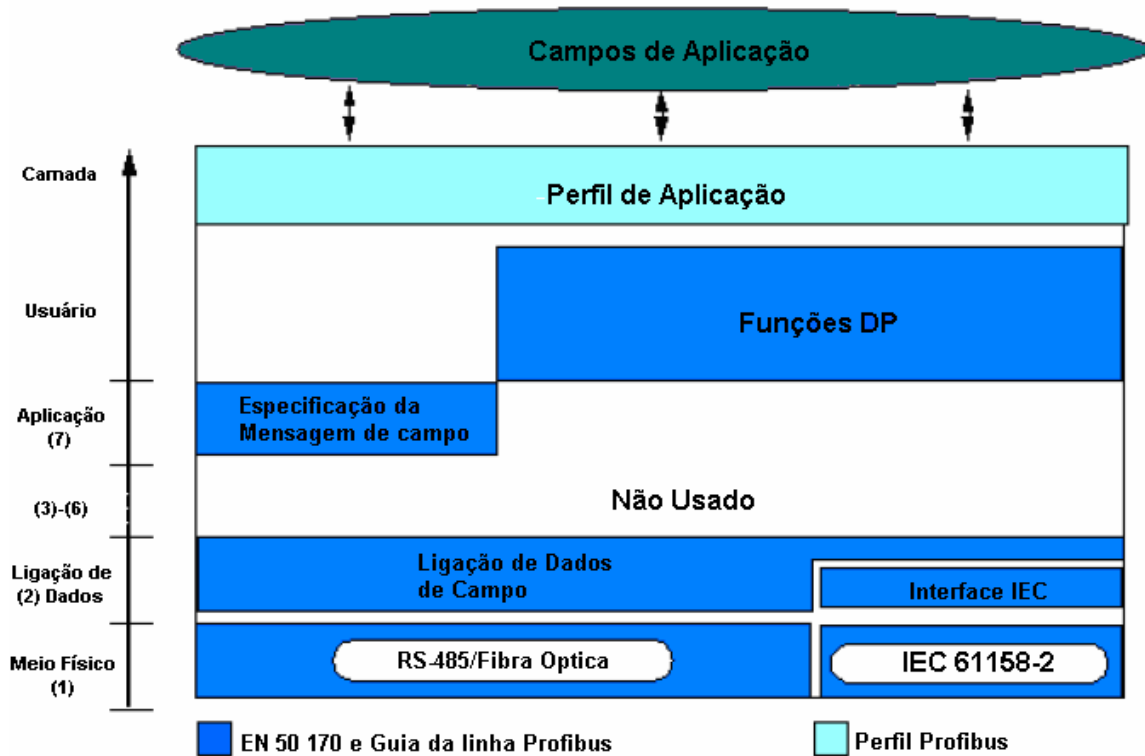 Campos de Aplicação
Camada
Perfil de Aplicação
Usuário
Funções DP
Aplicação
(7)
Especificação da
Mensagem de campo
(3)-(6)
Não Usado
Ligação de
(2) Dados
Ligação de Dados
de Campo
Interface IEC
Meio Físico
(1)
RS-485/Fibra Optica
IEC 61158-2
EN 50 170 e Guia da linha Profibus
Perfil Profibus